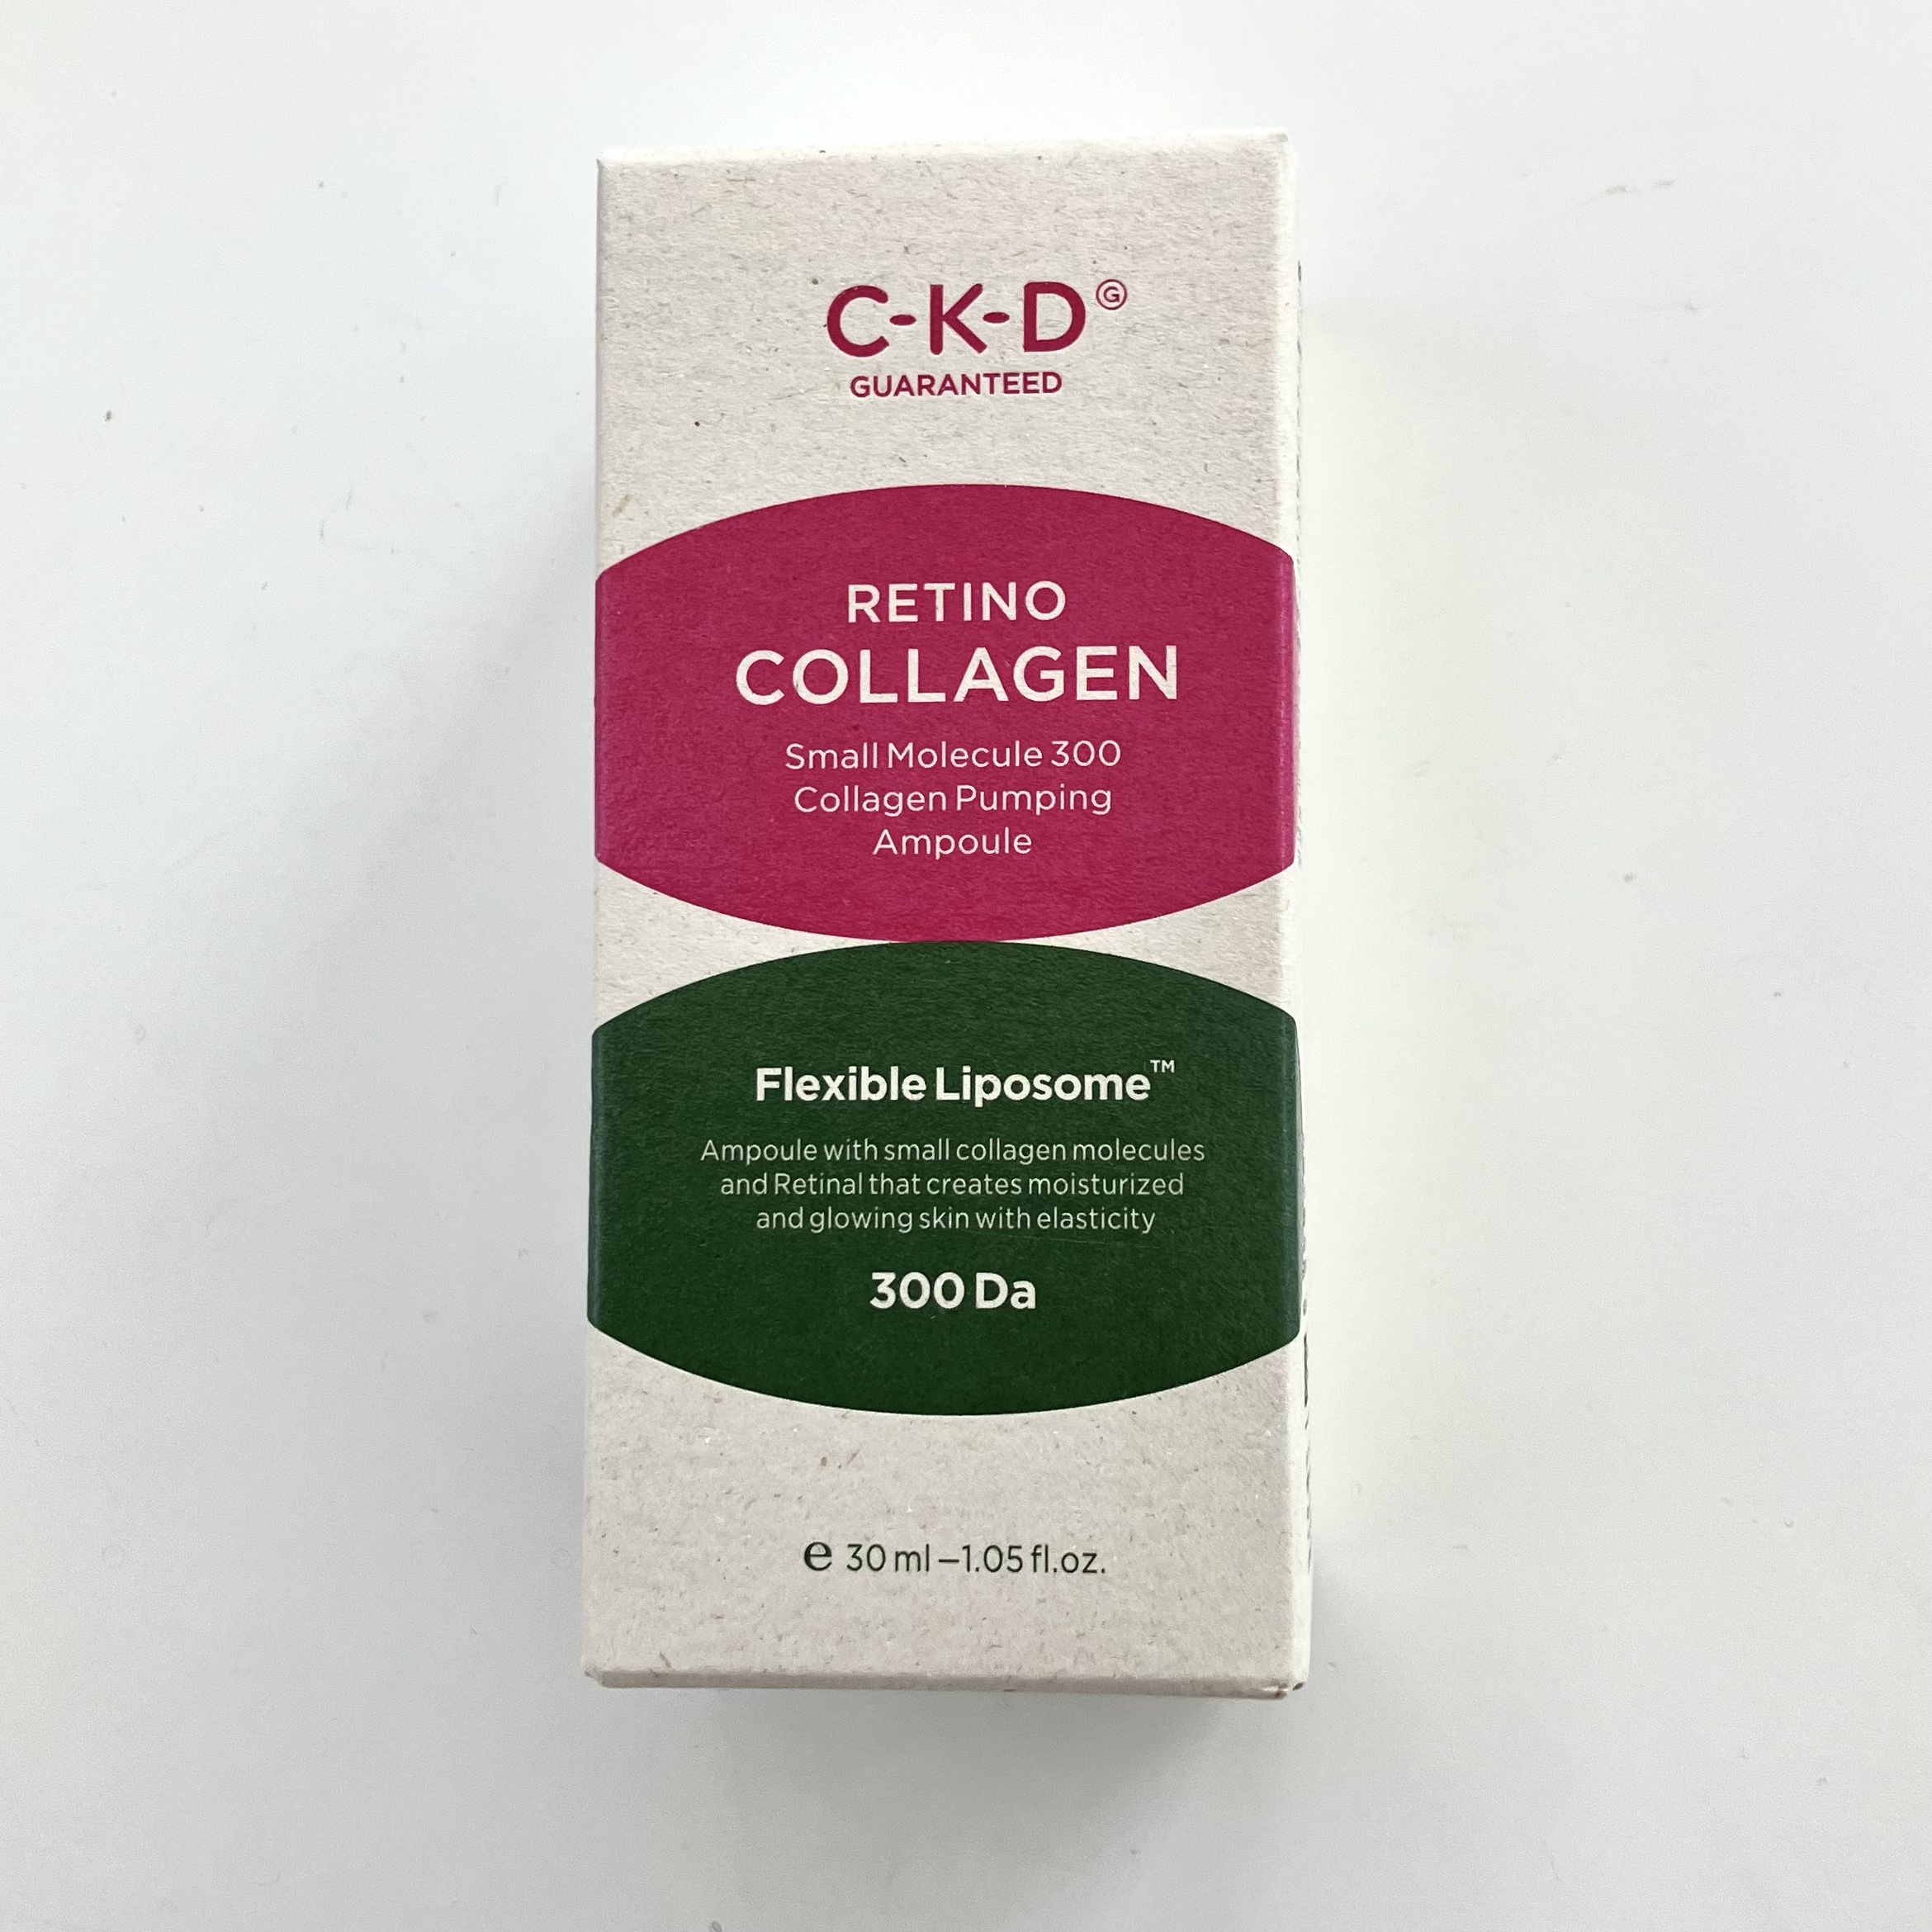 C-K-DⒼ
GUARANTEED
RETINO
COLLAGEN
Small Molecule 300
Collagen Pumping
Ampoule
Flexible Liposome™
Ampoule with small collagen molecules
and Retinal that creates moisturized
and glowing skin with elasticity
300 Da
℮ 30 ml – 1.05 fl.oz.